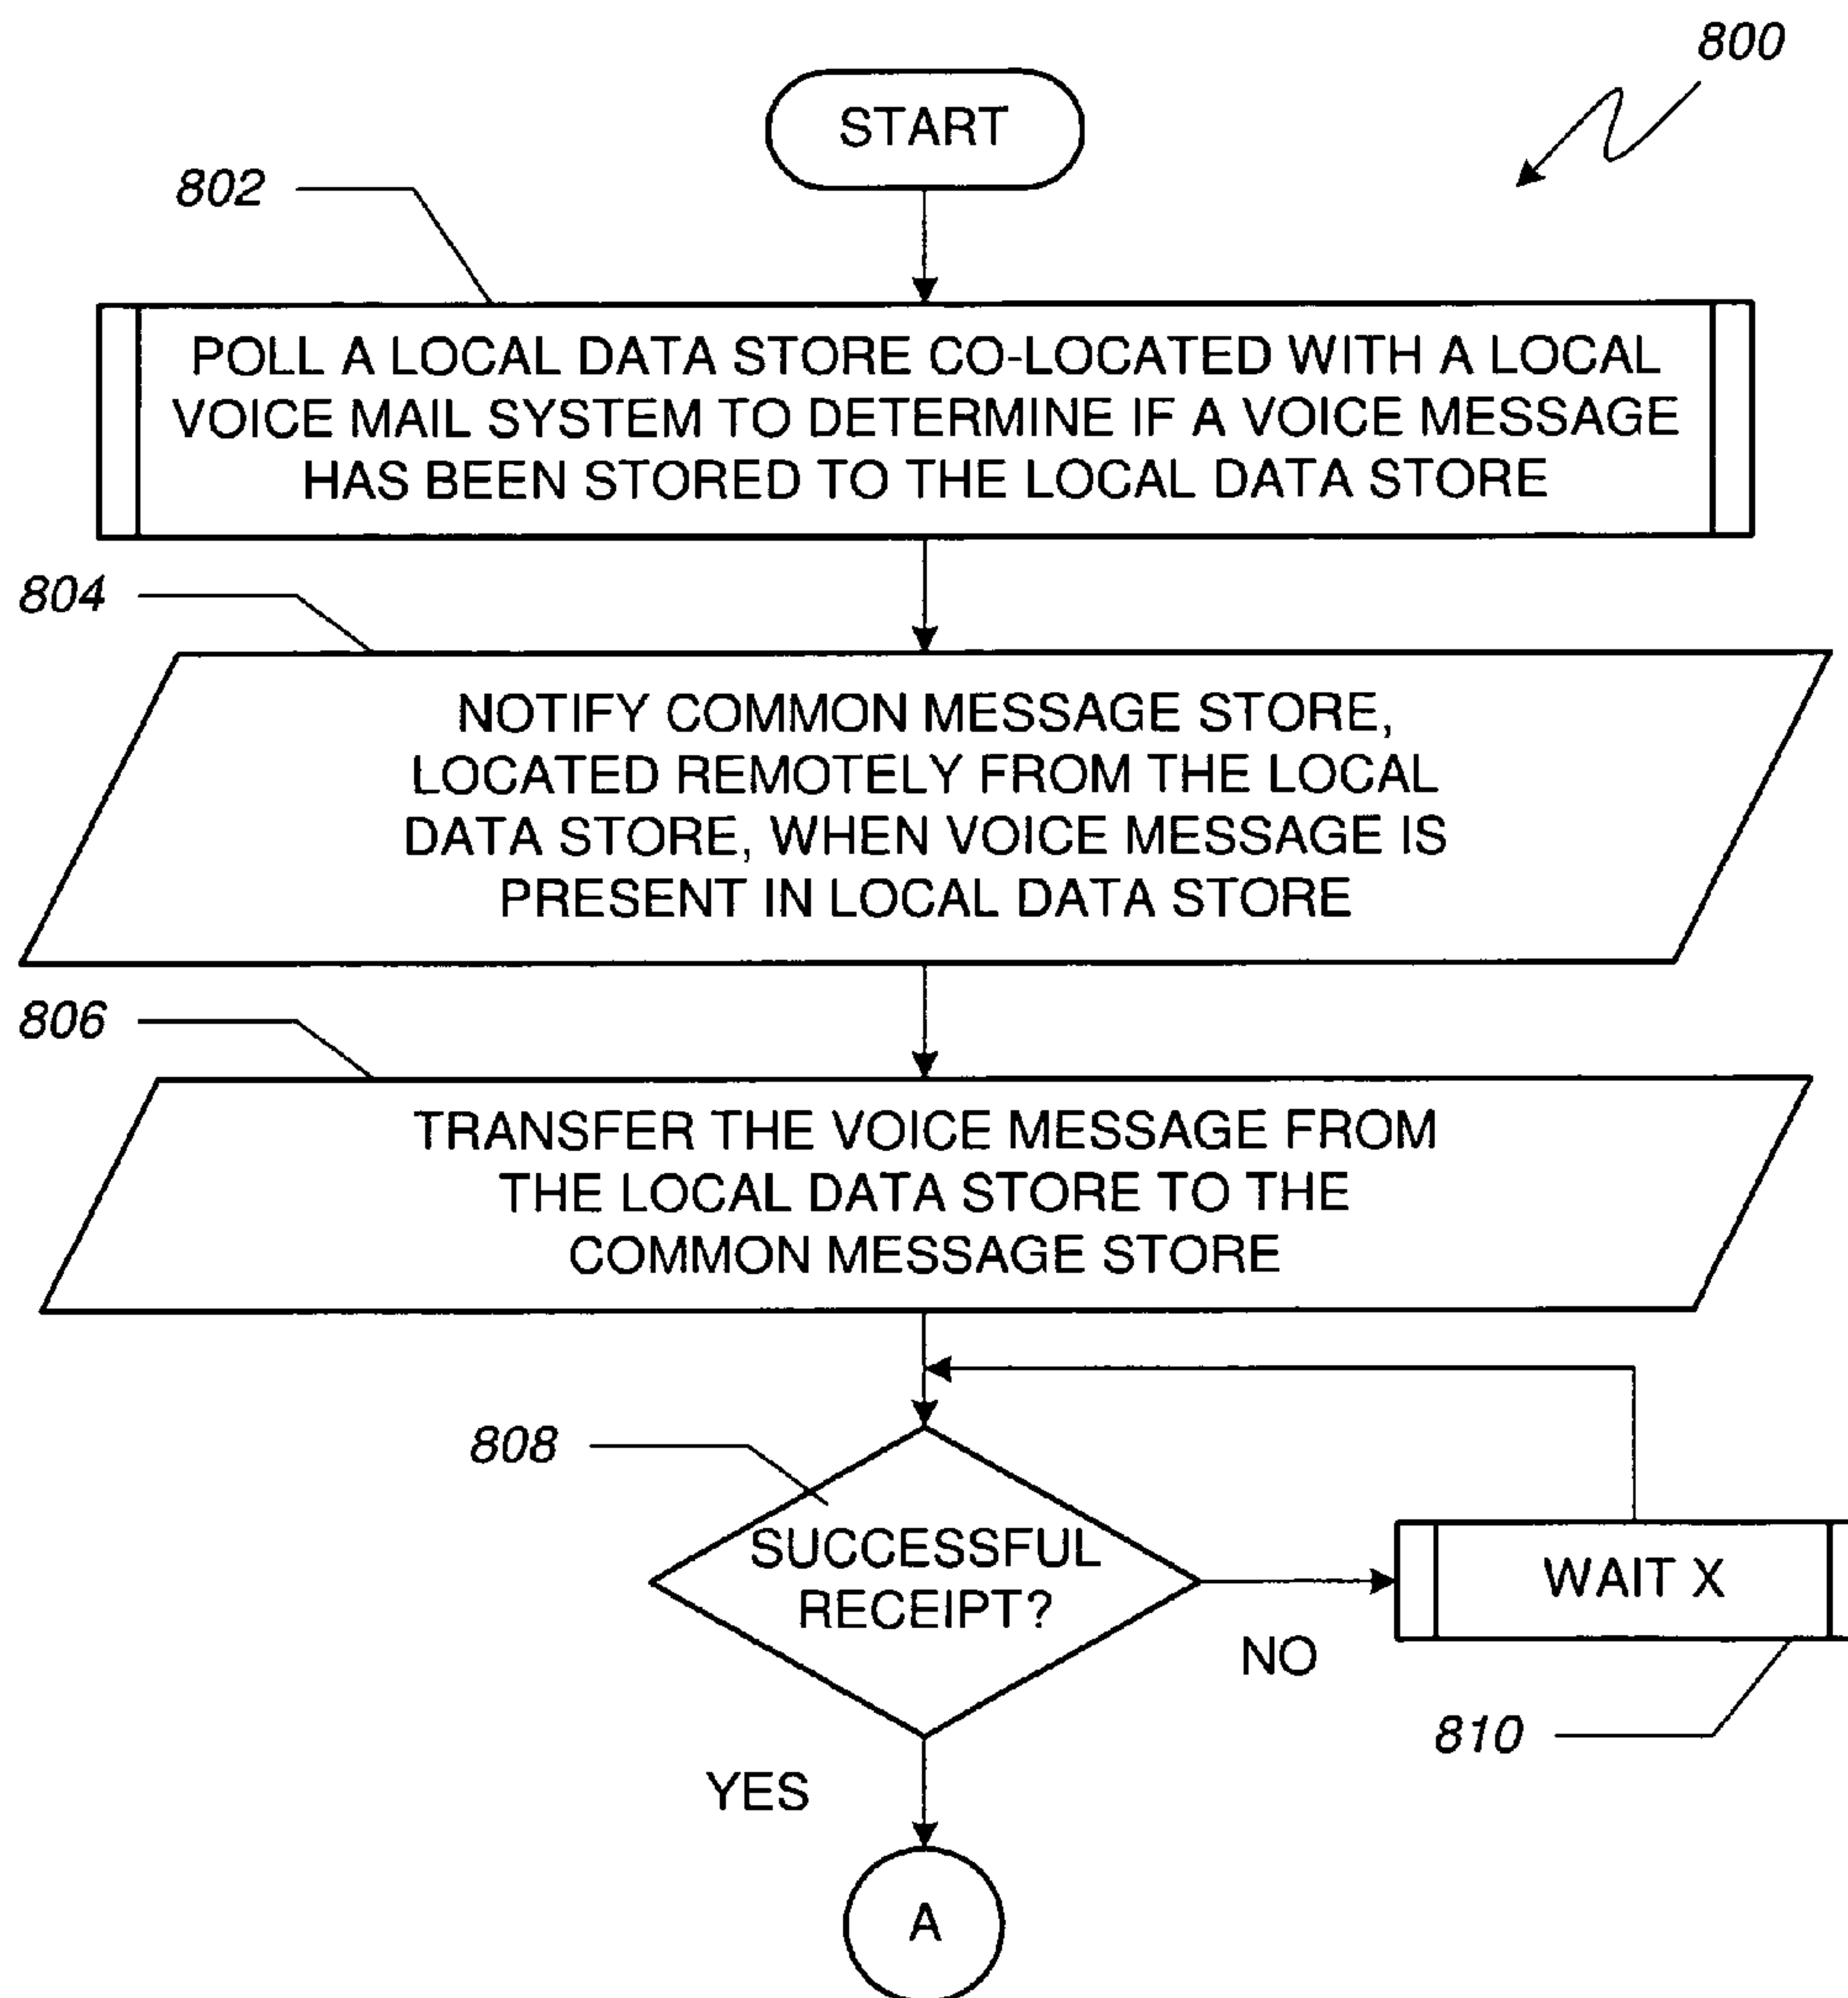 800
START
802
POLL A LOCAL DATA STORE CO-LOCATED WITH A LOCAL
VOICE MAIL SYSTEM TO DETERMINE IF A VOICE MESSAGE
HAS BEEN STORED TO THE LOCAL DATA STORE
804
NOTIFY COMMON MESSAGE STORE,
LOCATED REMOTELY FROM THE LOCAL
DATA STORE, WHEN VOICE MESSAGE IS
PRESENT IN LOCAL DATA STORE
806
TRANSFER THE VOICE MESSAGE FROM
THE LOCAL DATA STORE TO THE
COMMON MESSAGE STORE
808
SUCCESSFUL
RECEIPT?
WAIT X
NO
810
YES
A